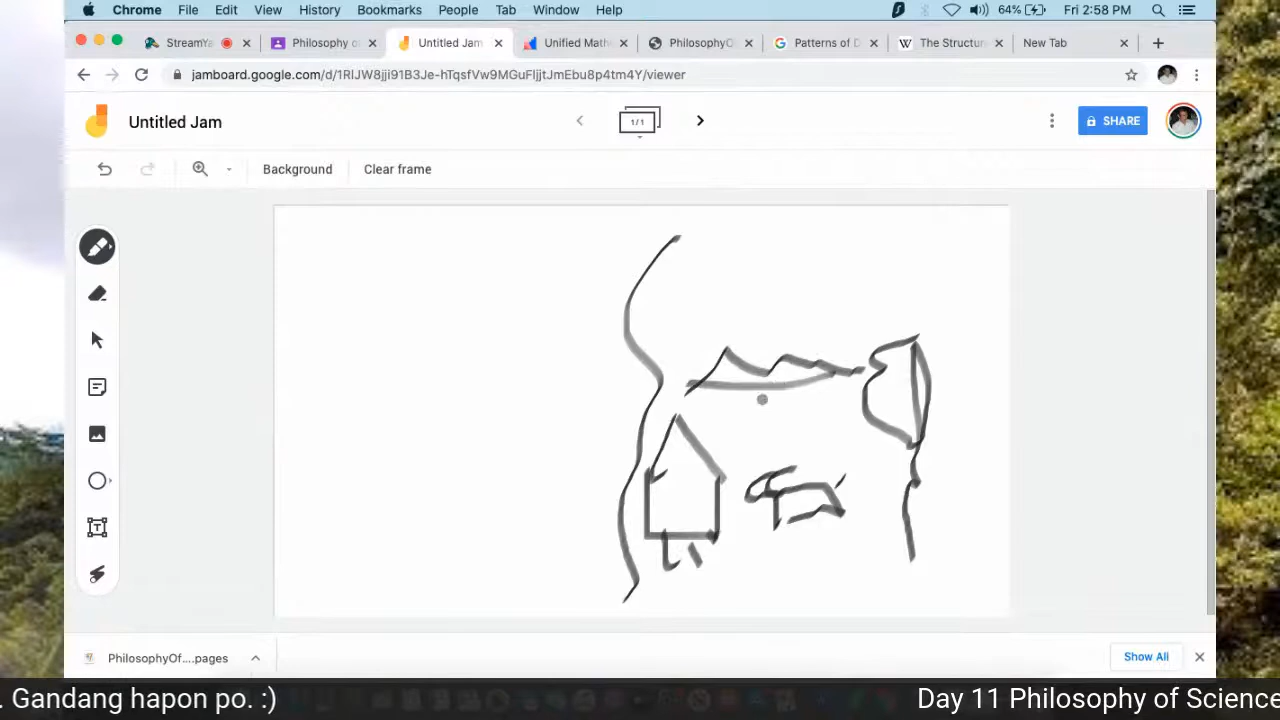 Chrome File Edit View History Bookmarks People Tab Window Help 64% Fri 2:58 PM
StreamYa Philosophy o Untitled Jam Unified Math PhilosophyO Patterns of D The Structur New Tab
jamboard.google.com/d/1RlJW8jji91B3Je-hTqsfVw9MGuFljjtJmEbu8p4tm4Y/viewer
Untitled Jam 1/1 SHARE
Background Clear frame
PhilosophyOf....pages Show All
. Gandang hapon po. :) Day 11 Philosophy of Science